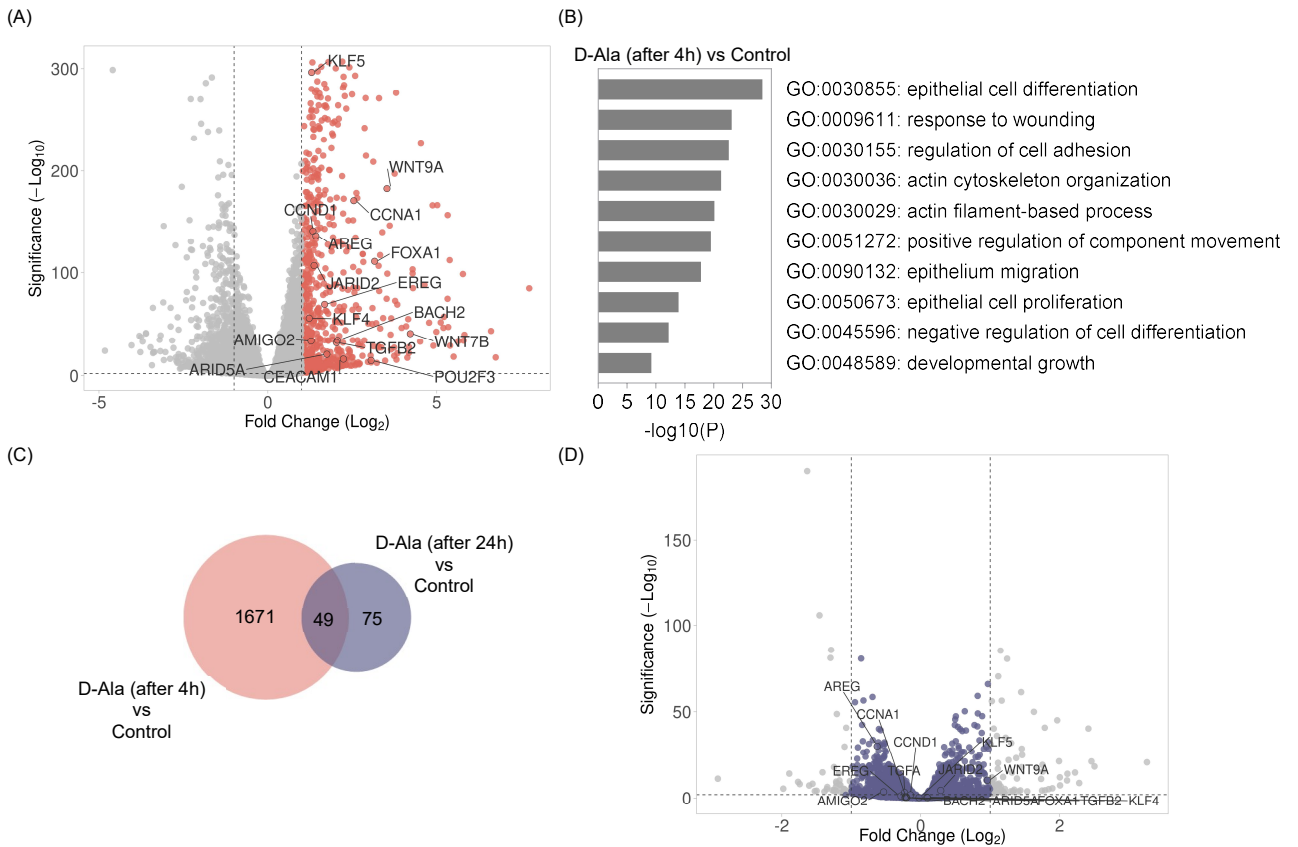 (A)
300
200
100
0
-5
0
5
Significance (−Log10)
Fold Change (Log2)
KLF5
WNT9A
CCND1
CCNA1
AREG
FOXA1
JARID2
EREG
BACH2
KLF4
AMIGO2
TGFB2
WNT7B
ARID5A
CEACAM1
POU2F3
(B)
D-Ala (after 4h) vs Control
GO:0030855: epithelial cell differentiation
GO:0009611: response to wounding
GO:0030155: regulation of cell adhesion
GO:0030036: actin cytoskeleton organization
GO:0030029: actin filament-based process
GO:0051272: positive regulation of component movement
GO:0090132: epithelium migration
GO:0050673: epithelial cell proliferation
GO:0045596: negative regulation of cell differentiation
GO:0048589: developmental growth
0 5 10 15 20 25 30
-log10(P)
(C)
D-Ala (after 24h)
vs
Control
1671
49
75
D-Ala (after 4h)
vs
Control
(D)
150
100
50
0
-2
0
2
Significance (−Log10)
Fold Change (Log2)
AREG
CCNA1
CCND1
KLF5
EREG
TGFA
JARID2
WNT9A
AMIGO2
BACH2
ARID5A
FOXA1
TGFB2
KLF4